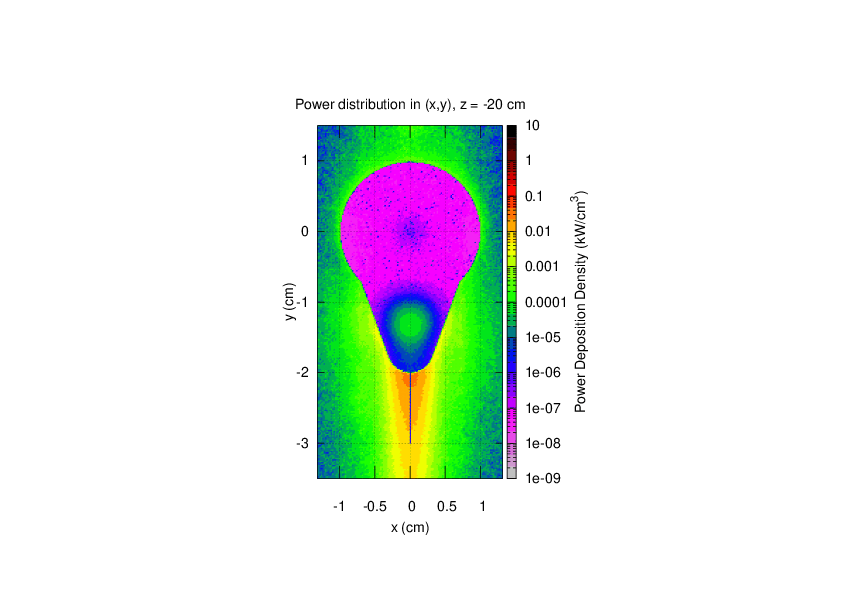 Power distribution in (x,y), z = -20 cm
10
1
0.1
0.01
0.001
0.0001
1e-05
1e-06
1e-07
1e-08
1e-09
Power Deposition Density (kW/cm³)
1
0
-1
-2
-3
y (cm)
-1 -0.5 0 0.5 1
x (cm)